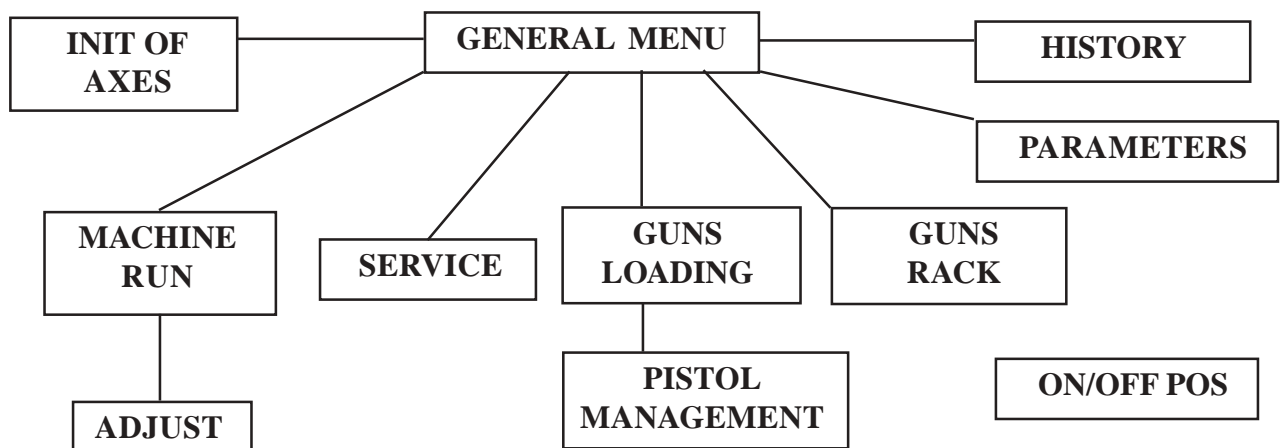 INIT OF
AXES
GENERAL MENU
HISTORY
PARAMETERS
MACHINE
RUN
SERVICE
GUNS
LOADING
GUNS
RACK
PISTOL
MANAGEMENT
ON/OFF POS
ADJUST